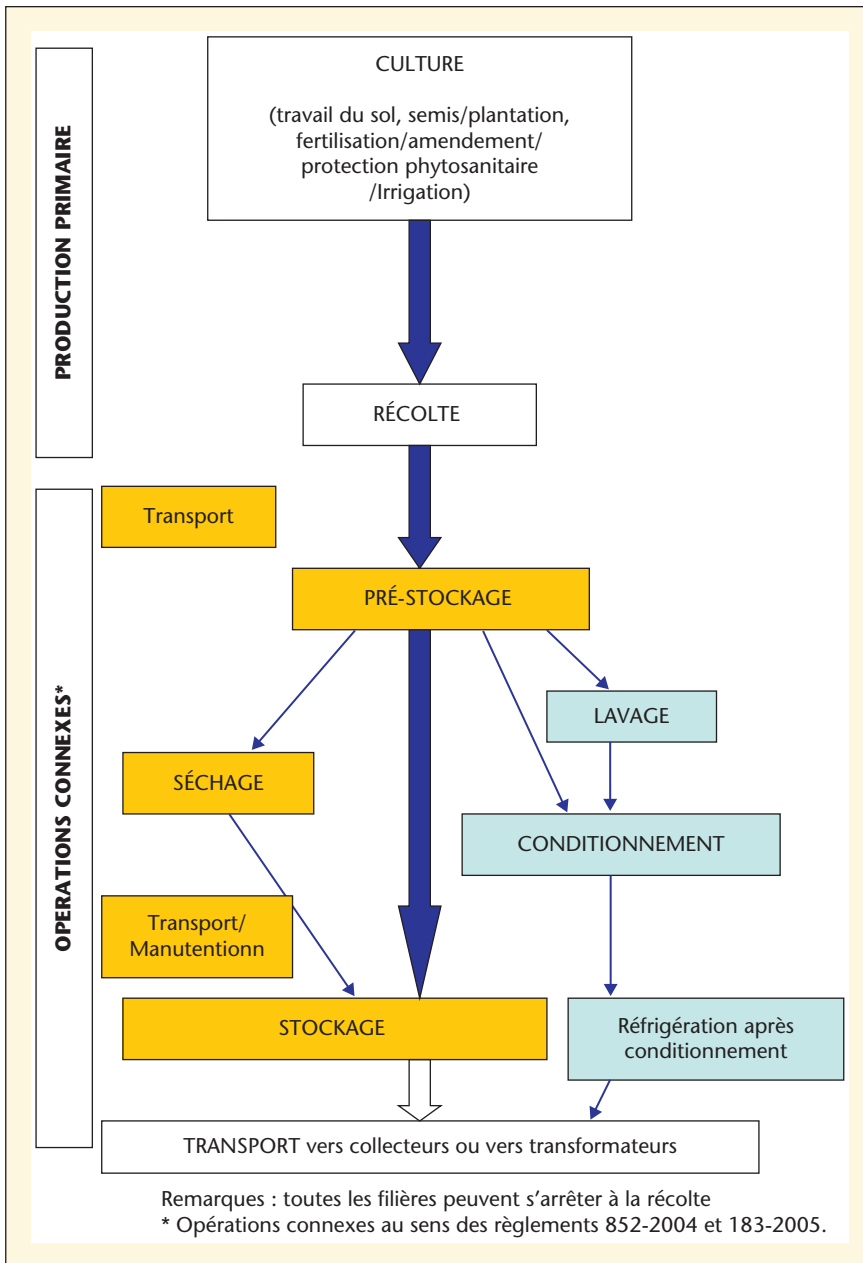 PRODUCTION PRIMAIRE
CULTURE
(travail du sol, semis/plantation,
fertilisation/amendement/
protection phytosanitaire
/Irrigation)
RÉCOLTE
OPERATIONS CONNEXES*
Transport
PRÉ-STOCKAGE
LAVAGE
SÉCHAGE
CONDITIONNEMENT
Transport/
Manutentionn
STOCKAGE
Réfrigération après
conditionnement
TRANSPORT vers collecteurs ou vers transformateurs
Remarques : toutes les filières peuvent s’arrêter à la récolte
* Opérations connexes au sens des règlements 852-2004 et 183-2005.